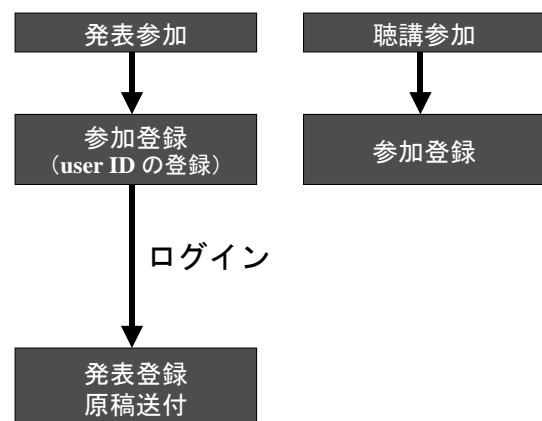 発表参加
参加登録
(user ID の登録)
ログイン
発表登録
原稿送付
聴講参加
参加登録